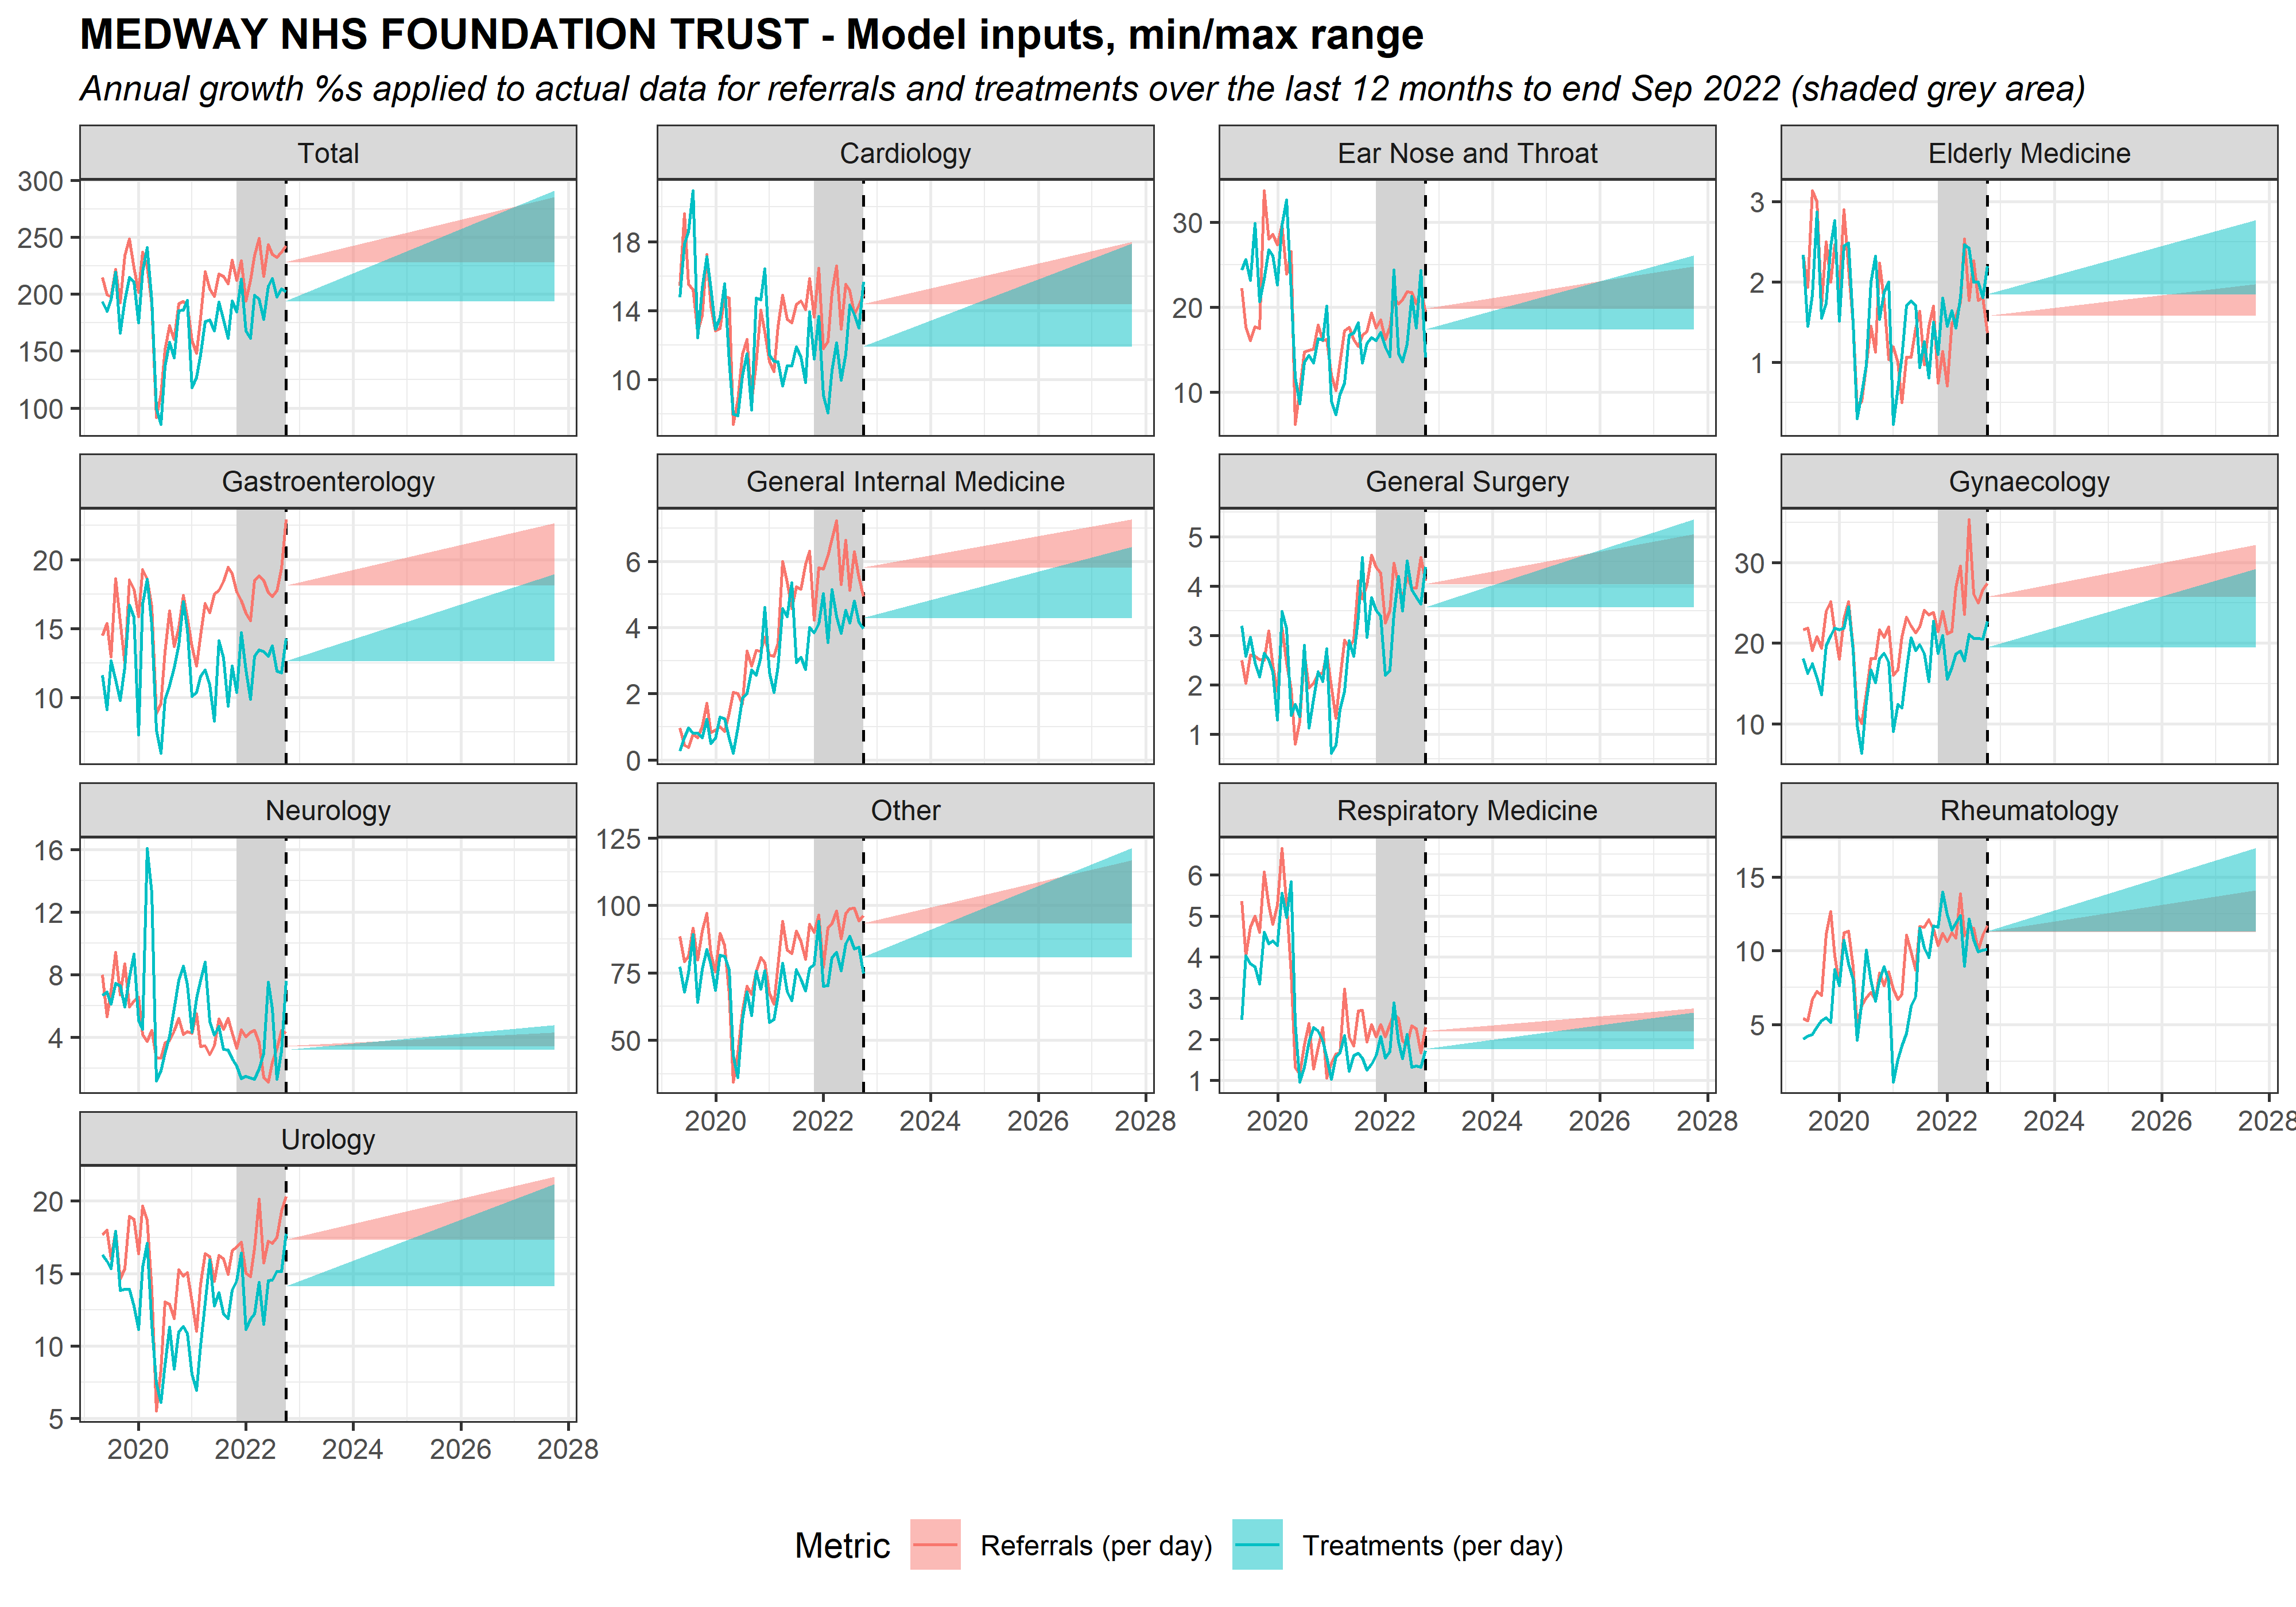 MEDWAY NHS FOUNDATION TRUST - Model inputs, min/max range
Annual growth %s applied to actual data for referrals and treatments over the last 12 months to end Sep 2022 (shaded grey area)
Total
300
250
200
150
100
Cardiology
18
14
10
Ear Nose and Throat
30
20
10
Elderly Medicine
3
2
1
Gastroenterology
20
15
10
General Internal Medicine
6
4
2
0
General Surgery
5
4
3
2
1
Gynaecology
30
20
10
Neurology
16
12
8
4
Other
125
100
75
50
2020 2022 2024 2026 2028
Respiratory Medicine
6
5
4
3
2
1
2020 2022 2024 2026 2028
Rheumatology
15
10
5
2020 2022 2024 2026 2028
Urology
20
15
10
5
2020 2022 2024 2026 2028
Metric Referrals (per day) Treatments (per day)